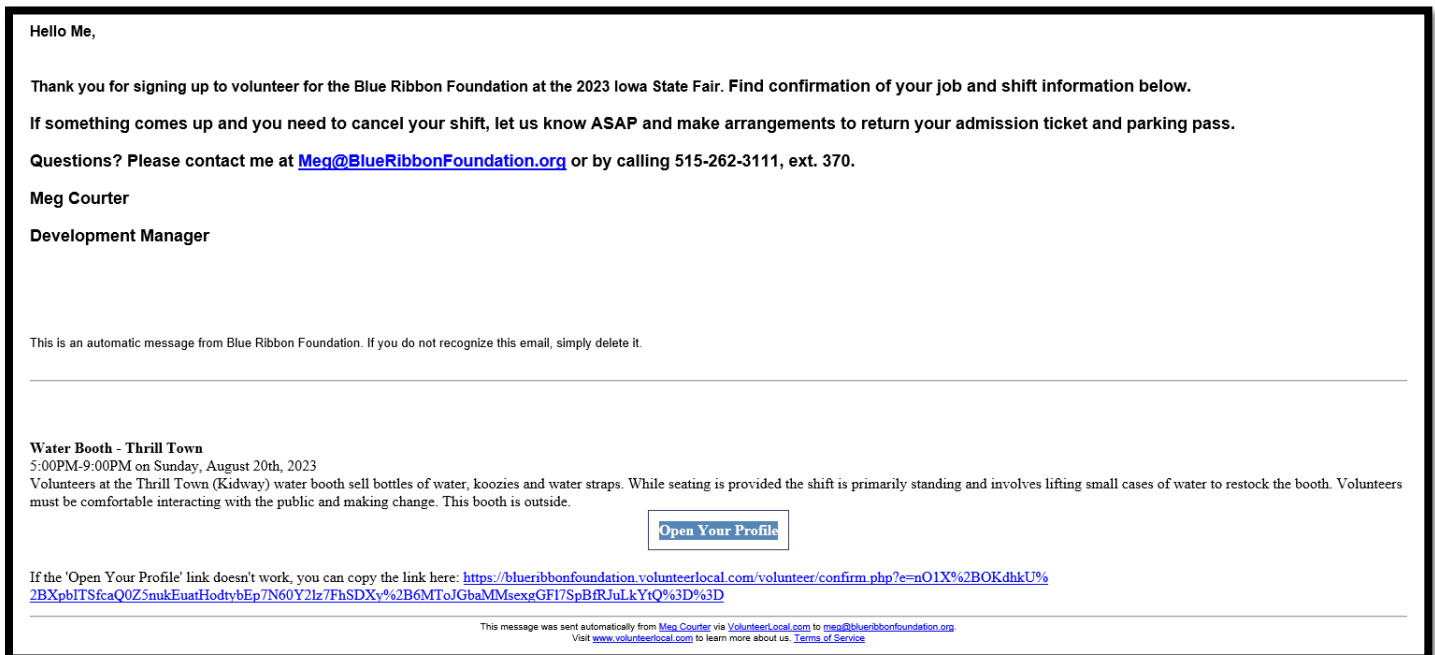 Hello Me,
Thank you for signing up to volunteer for the Blue Ribbon Foundation at the 2023 Iowa State Fair. Find confirmation of your job and shift information below.
If something comes up and you need to cancel your shift, let us know ASAP and make arrangements to return your admission ticket and parking pass.
Questions? Please contact me at Meg@BlueRibbonFoundation.org or by calling 515-262-3111, ext. 370.
Meg Courter
Development Manager
This is an automatic message from Blue Ribbon Foundation. If you do not recognize this email, simply delete it.
Water Booth - Thrill Town
5:00PM-9:00PM on Sunday, August 20th, 2023
Volunteers at the Thrill Town (Kidway) water booth sell bottles of water, koozies and water straps. While seating is provided the shift is primarily standing and involves lifting small cases of water to restock the booth. Volunteers
must be comfortable interacting with the public and making change. This booth is outside.
Open Your Profile
If the 'Open Your Profile' link doesn't work, you can copy the link here: https://blueribbonfoundation.volunteerlocal.com/volunteer/confirm.php?e=nO1X%2BOKdhkU%
2BXpbITSfcaQ0Z5nukEuatHodtybEp7N60Y2lz7FhSDXy%2B6MToJGbaMMsexgGFl7SpBfRJuLkYtQ%3D%3D
This message was sent automatically from Meg Courter via VolunteerLocal.com to meg@blueribbonfoundation.org.
Visit www.volunteerlocal.com to learn more about us. Terms of Service